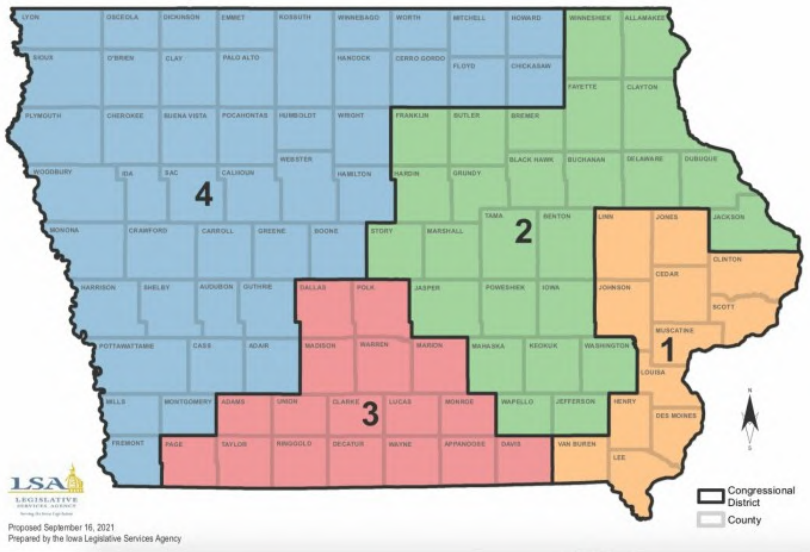 LYON OSCEOLA DICKINSON EMMET KOSSUTH WINNEBAGO WORTH MITCHELL HOWARD WINNESHIEK ALLAMAKEE
SIOUX O'BRIEN CLAY PALO ALTO HANCOCK CERRO GORDO FLOYD CHICKASAW
FAYETTE CLAYTON
PLYMOUTH CHEROKEE BUENA VISTA POCAHONTAS HUMBOLDT WRIGHT FRANKLIN BUTLER BREMER
WEBSTER BLACK HAWK BUCHANAN DELAWARE DUBUQUE
WOODBURY IDA SAC CALHOUN HAMILTON HARDIN GRUNDY
4
TAMA BENTON LINN JONES JACKSON
MONONA CRAWFORD CARROLL GREENE BOONE STORY MARSHALL
2
CLINTON
CEDAR
HARRISON SHELBY AUDUBON GUTHRIE DALLAS POLK JASPER POWESHIEK IOWA JOHNSON
SCOTT
MUSCATINE
POTTAWATTAMIE CASS ADAIR MADISON WARREN MARION MAHASKA KEOKUK WASHINGTON
1
LOUISA
MILLS MONTGOMERY ADAMS UNION CLARKE LUCAS MONROE WAPELLO JEFFERSON HENRY
3
DES MOINES
FREMONT PAGE TAYLOR RINGGOLD DECATUR WAYNE APPANOOSE DAVIS VAN BUREN
LEE
N
S
LSA
LEGISLATIVE
SERVICES AGENCY
Serving the Iowa Legislature
Congressional
District
County
Proposed September 16, 2021
Prepared by the Iowa Legislative Services Agency